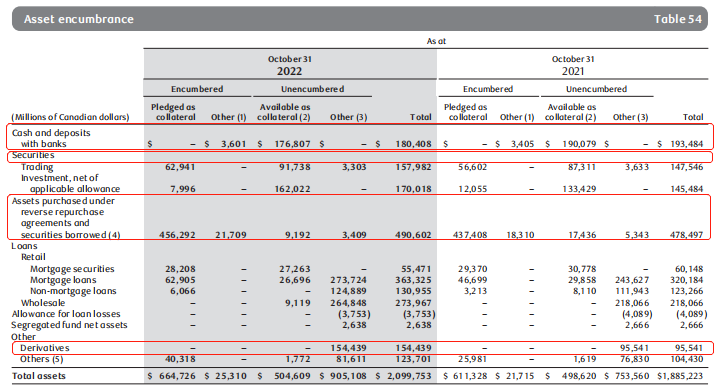 Asset encumbrance Table 54
As at
October 31 October 31
2022 2021
Encumbered Unencumbered Encumbered Unencumbered
Pledged as Available as Pledged as Available as
(Millions of Canadian dollars) collateral Other (1) collateral (2) Other (3) Total collateral Other (1) collateral (2) Other (3) Total
Cash and deposits
with banks $ – $ 3,601 $ 176,807 $ – $ 180,408 $ – $ 3,405 $ 190,079 $ – $ 193,484
Securities
Trading 62,941 – 91,738 3,303 157,982 56,602 – 87,311 3,633 147,546
Investment, net of
applicable allowance 7,996 – 162,022 – 170,018 12,055 – 133,429 – 145,484
Assets purchased under
reverse repurchase
agreements and
securities borrowed (4) 456,292 21,709 9,192 3,409 490,602 437,408 18,310 17,436 5,343 478,497
Loans
Retail
Mortgage securities 28,208 – 27,263 – 55,471 29,370 – 30,778 – 60,148
Mortgage loans 62,905 – 26,696 273,724 363,325 46,699 – 29,858 243,627 320,184
Non-mortgage loans 6,066 – – 124,889 130,955 3,213 – 8,110 111,943 123,266
Wholesale – – 9,119 264,848 273,967 – – – 218,066 218,066
Allowance for loan losses – – – (3,753) (3,753) – – – (4,089) (4,089)
Segregated fund net assets – – – 2,638 2,638 – – – 2,666 2,666
Other
Derivatives – – – 154,439 154,439 – – – 95,541 95,541
Others (5) 40,318 – 1,772 81,611 123,701 25,981 – 1,619 76,830 104,430
Total assets $ 664,726 $ 25,310 $ 504,609 $ 905,108 $ 2,099,753 $ 611,328 $ 21,715 $ 498,620 $ 753,560 $1,885,223